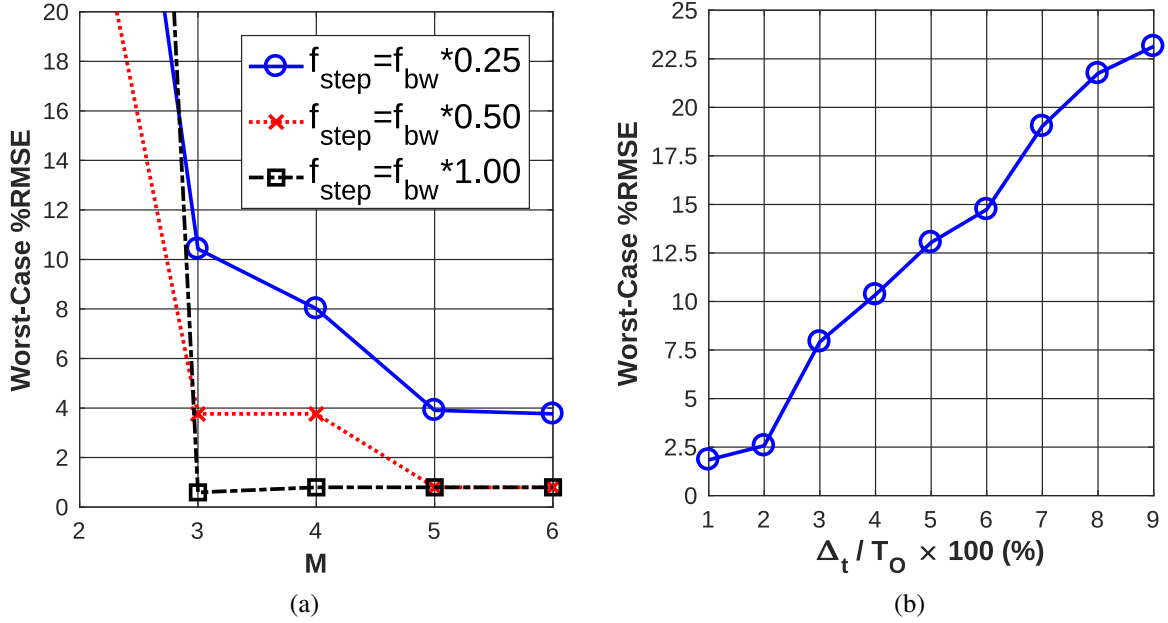 20
18
16
14
12
10
8
6
4
2
0
Worst-Case %RMSE
f_step=f_bw*0.25
f_step=f_bw*0.50
f_step=f_bw*1.00
2 3 4 5 6
M
(a)
25
22.5
20
17.5
15
12.5
10
7.5
5
2.5
0
Worst-Case %RMSE
1 2 3 4 5 6 7 8 9
Δ_t / T_O × 100 (%)
(b)